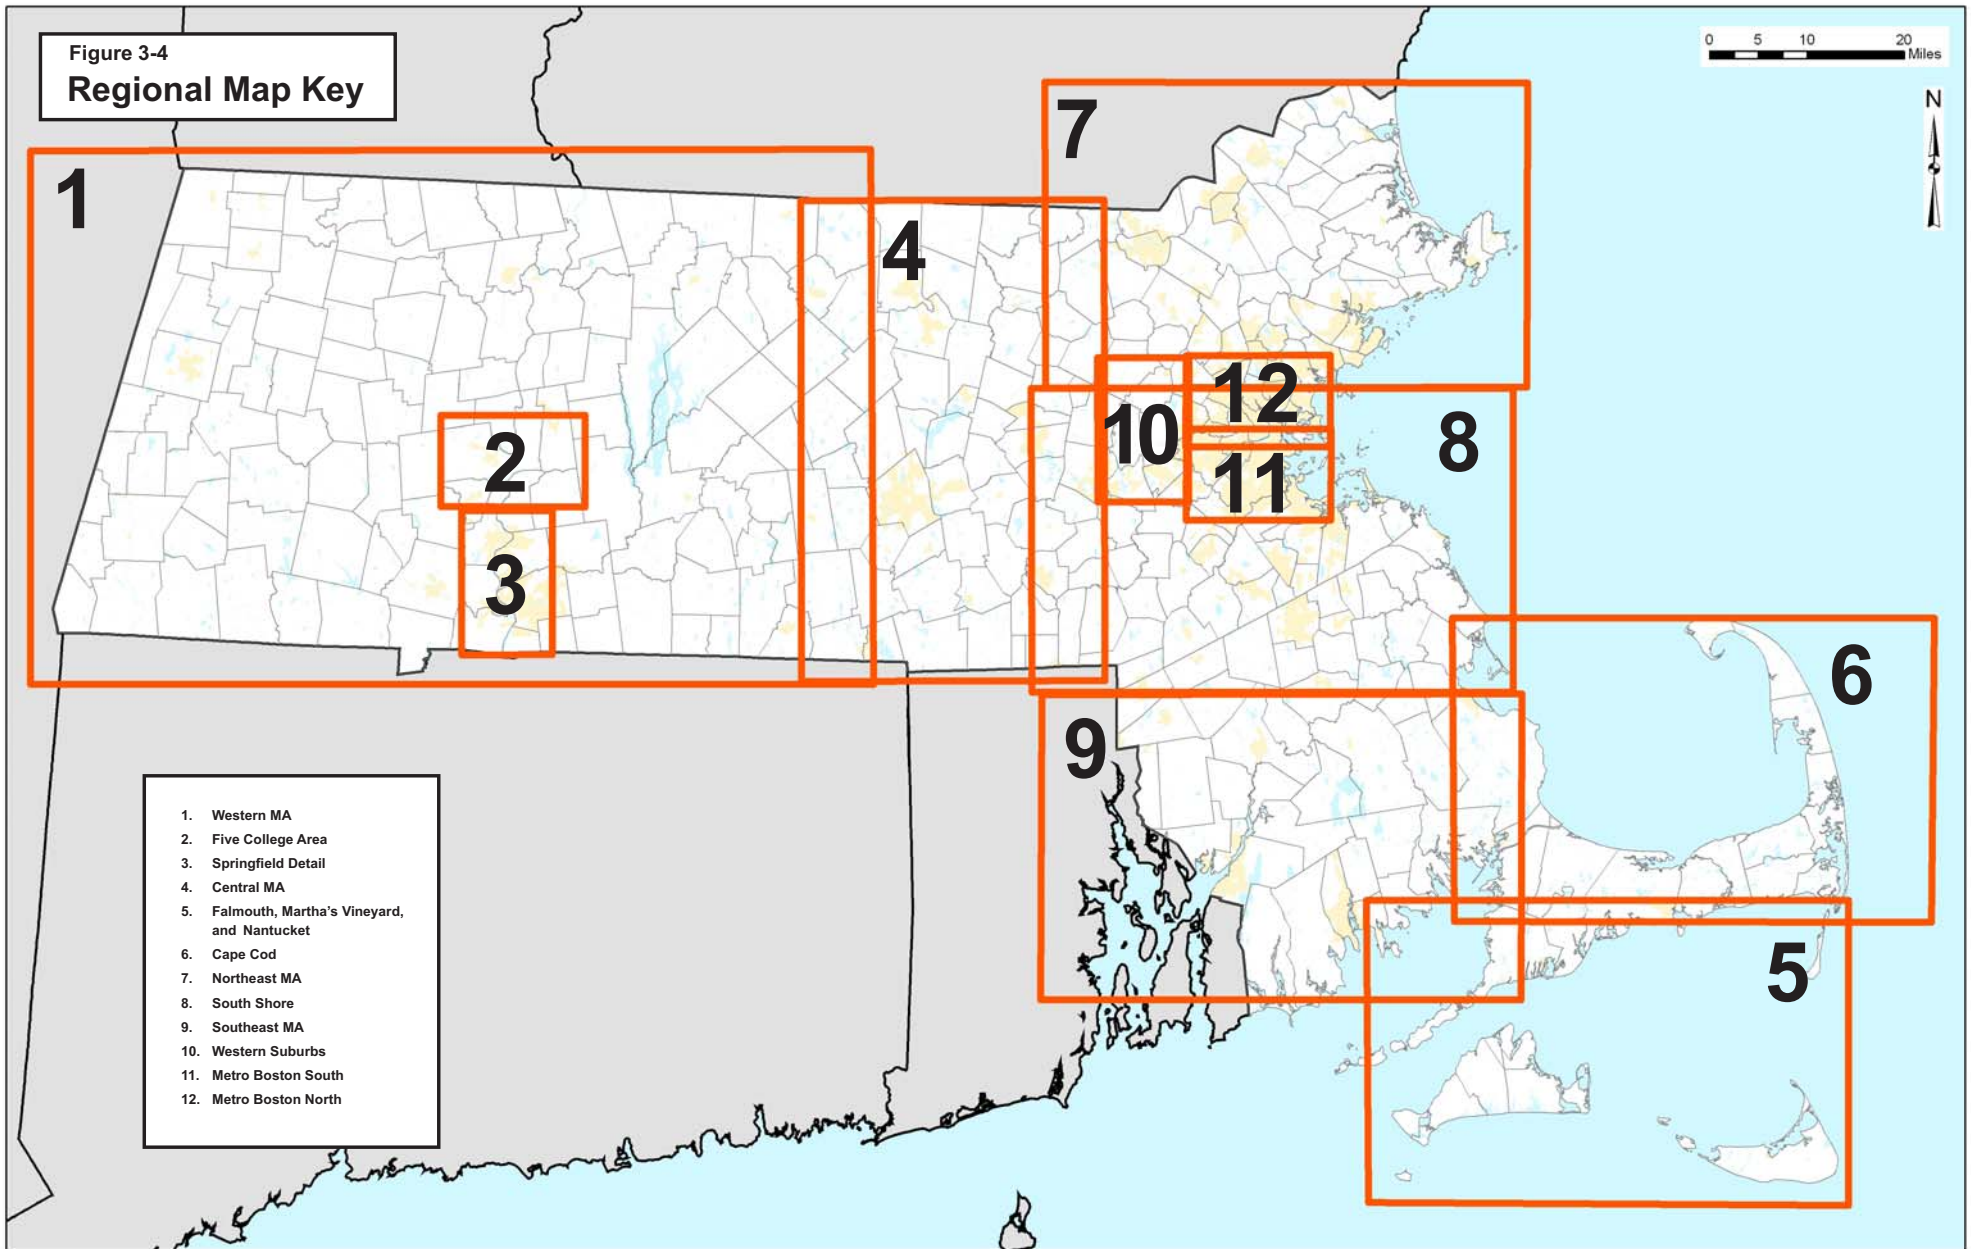 Figure 3-4
Regional Map Key
0 5 10 20
Miles
N
1
7
4
12
10
8
2
11
3
6
9
5
1. Western MA
2. Five College Area
3. Springfield Detail
4. Central MA
5. Falmouth, Martha's Vineyard,
and Nantucket
6. Cape Cod
7. Northeast MA
8. South Shore
9. Southeast MA
10. Western Suburbs
11. Metro Boston South
12. Metro Boston North